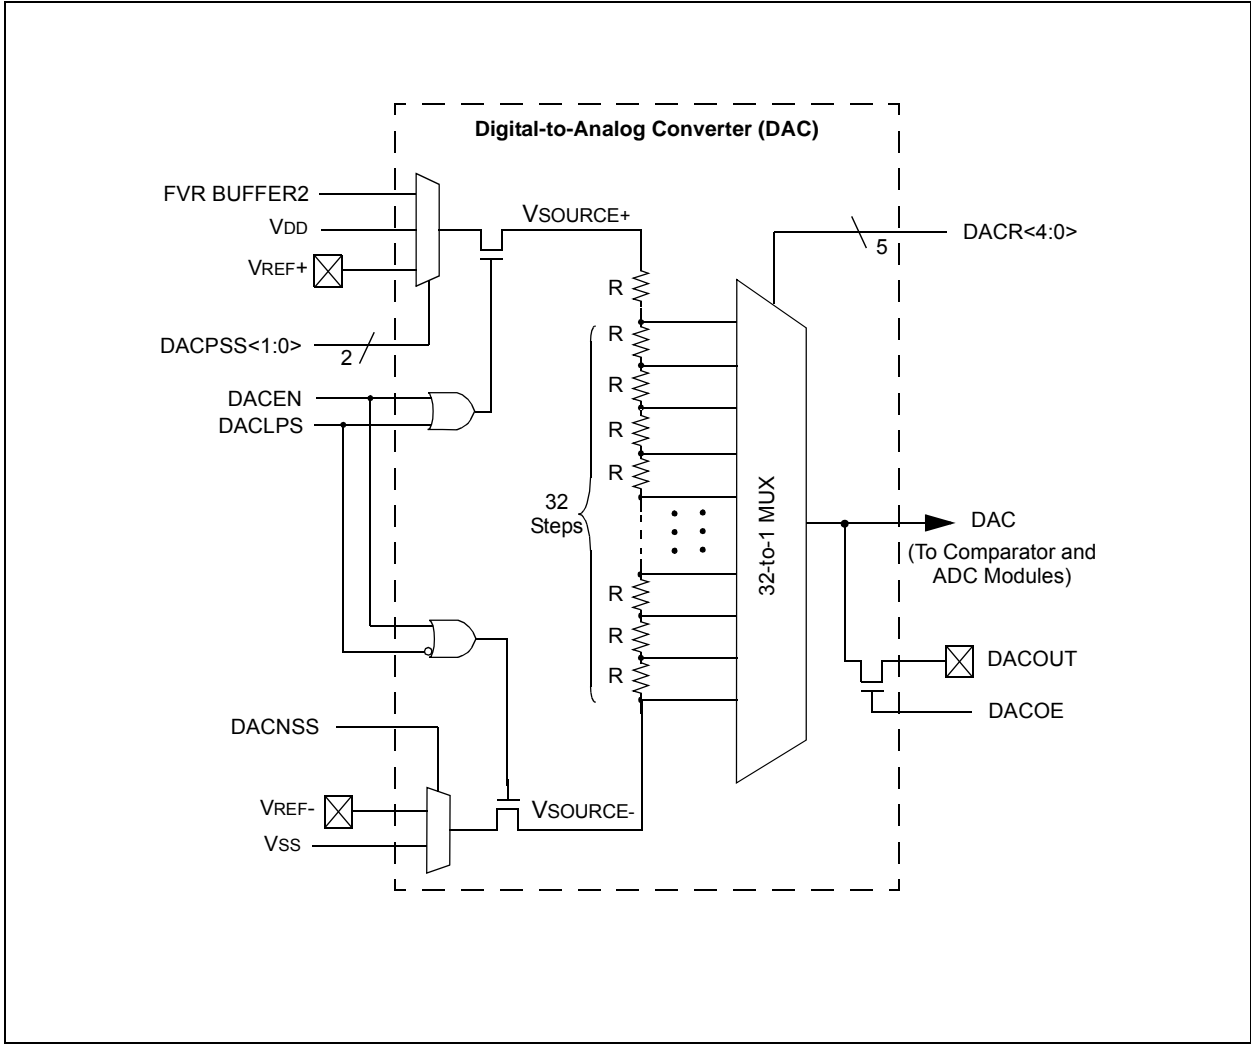 Digital-to-Analog Converter (DAC)
FVR BUFFER2
VDD
VREF+
DACPSS<1:0>
2
DACEN
DACLPS
VSOURCE+
DACR<4:0>
5
R
R
R
R
R
32
Steps
R
R
R
32-to-1 MUX
DAC
(To Comparator and
ADC Modules)
DACOUT
DACOE
DACNSS
VREF-
VSS
VSOURCE-